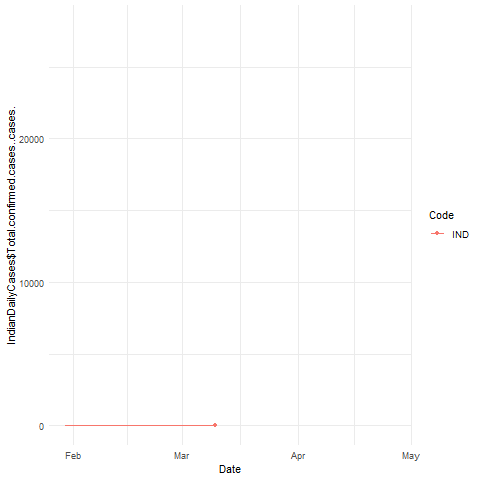 IndianDailyCases$Total.confirmed.cases..cases.
20000
10000
0
Feb Mar Apr May
Date
Code
IND